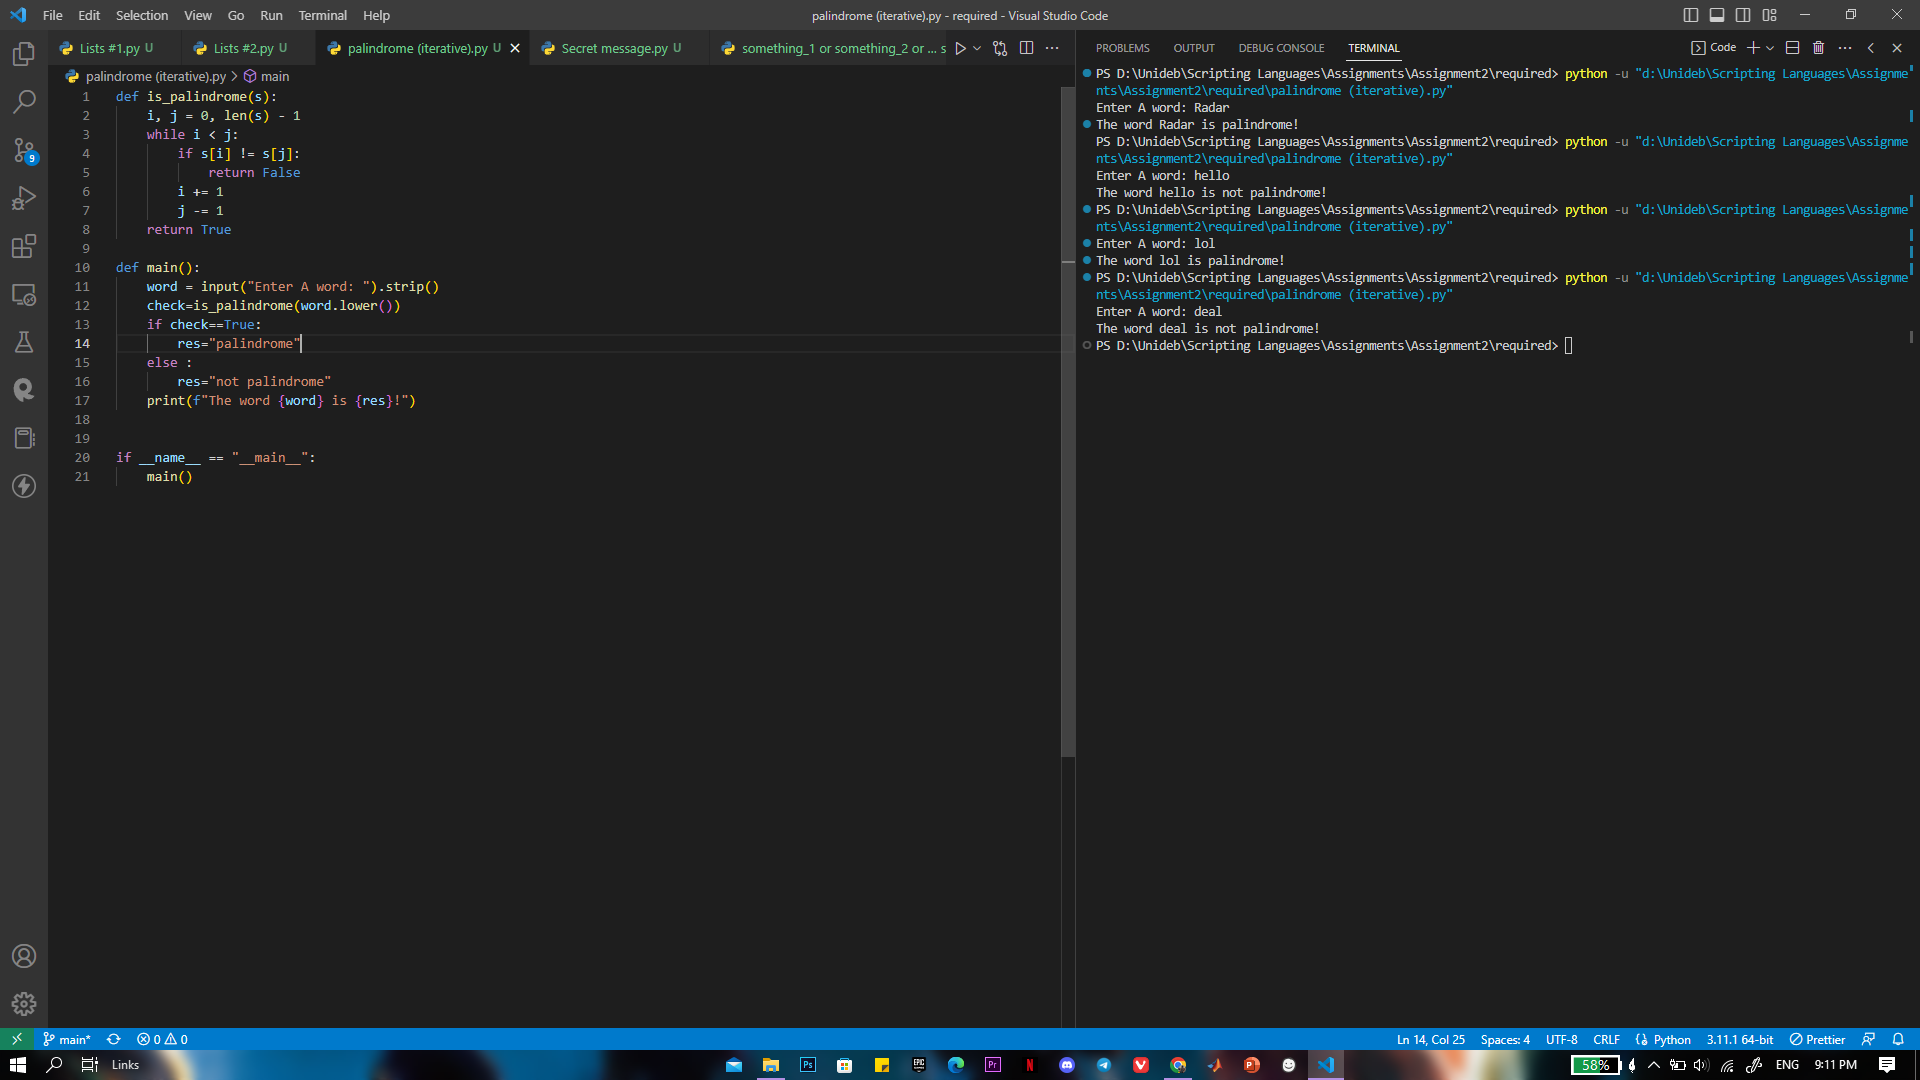 File Edit Selection View Go Run Terminal Help palindrome (iterative).py - required - Visual Studio Code
Lists #1.py U Lists #2.py U palindrome (iterative).py U Secret message.py U something_1 or something_2 or ... s
palindrome (iterative).py > main
1 def is_palindrome(s):
2     i, j = 0, len(s) - 1
3     while i < j:
4         if s[i] != s[j]:
5             return False
6         i += 1
7         j -= 1
8     return True
9
10 def main():
11     word = input("Enter A word: ").strip()
12     check=is_palindrome(word.lower())
13     if check==True:
14         res="palindrome"
15     else :
16         res="not palindrome"
17     print(f"The word {word} is {res}!")
18
19
20 if __name__ == "__main__":
21     main()
PROBLEMS OUTPUT DEBUG CONSOLE TERMINAL Code
PS D:\Unideb\Scripting Languages\Assignments\Assignment2\required> python -u "d:\Unideb\Scripting Languages\Assignme
nts\Assignment2\required\palindrome (iterative).py"
Enter A word: Radar
The word Radar is palindrome!
PS D:\Unideb\Scripting Languages\Assignments\Assignment2\required> python -u "d:\Unideb\Scripting Languages\Assignme
nts\Assignment2\required\palindrome (iterative).py"
Enter A word: hello
The word hello is not palindrome!
PS D:\Unideb\Scripting Languages\Assignments\Assignment2\required> python -u "d:\Unideb\Scripting Languages\Assignme
nts\Assignment2\required\palindrome (iterative).py"
Enter A word: lol
The word lol is palindrome!
PS D:\Unideb\Scripting Languages\Assignments\Assignment2\required> python -u "d:\Unideb\Scripting Languages\Assignme
nts\Assignment2\required\palindrome (iterative).py"
Enter A word: deal
The word deal is not palindrome!
PS D:\Unideb\Scripting Languages\Assignments\Assignment2\required>
9
main* 0 0 Ln 14, Col 25 Spaces: 4 UTF-8 CRLF Python 3.11.1 64-bit Prettier
Links Ps EPIC Pr N 58% ENG 9:11 PM